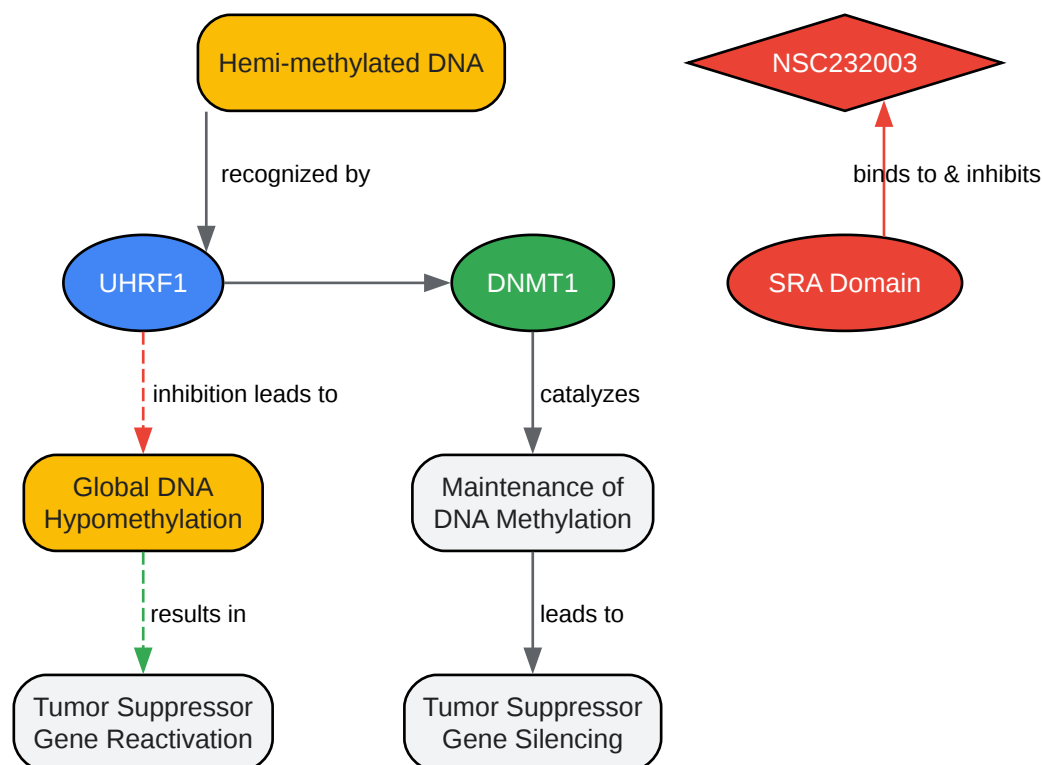 Hemi-methylated DNA
NSC232003
recognized by
binds to & inhibits
UHRF1
DNMT1
SRA Domain
inhibition leads to
catalyzes
Global DNA
Hypomethylation
Maintenance of
DNA Methylation
results in
leads to
Tumor Suppressor
Gene Reactivation
Tumor Suppressor
Gene Silencing